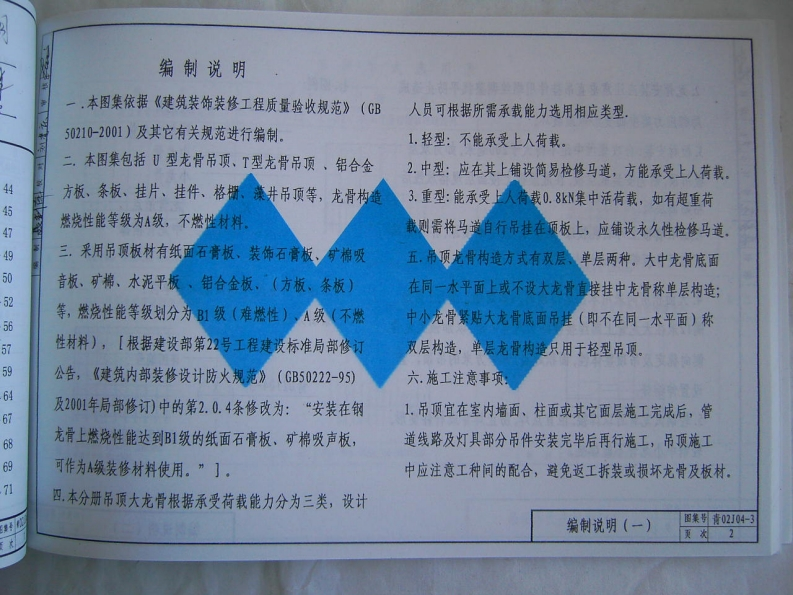 编制说明
一.本图集依据《建筑装饰装修工程质量验收规范》(GB
50210-2001)及其它有关规范进行编制。
二.本图集包括 U 型龙骨吊顶、T型龙骨吊顶 、铝合金
方板、条板、挂片、挂件、格栅、藻井吊顶等，龙骨构造
燃烧性能等级为A级，不燃性材料。
三. 采用吊顶板材有纸面石膏板、装饰石膏板、矿棉吸
音板、矿棉、水泥平板 、铝合金板、(方板、条板)
等，燃烧性能等级划分为 B1 级(难燃性)、A 级(不燃
性材料)，[ 根据建设部第22号工程建设标准局部修订
公告，《建筑内部装修设计防火规范》(GB50222-95)
及2001年局部修订)中的第2.0.4条修改为：“安装在钢
龙骨上燃烧性能达到B1级的纸面石膏板、矿棉吸声板，
可作为A级装修材料使用。”]。
四.本分册吊顶大龙骨根据承受荷载能力分为三类，设计
人员可根据所需承载能力选用相应类型.
1.轻型：不能承受上人荷载。
2.中型：应在其上铺设简易检修马道，方能承受上人荷载。
3.重型：能承受上人荷载0.8kN集中活荷载，如有超重荷
载则需将马道自行吊挂在顶板上，应铺设永久性检修马道。
五.吊顶龙骨构造方式有双层、单层两种。大中龙骨底面
在同一水平面上或不设大龙骨直接挂中龙骨称单层构造；
中小龙骨紧贴大龙骨底面吊挂(即不在同一水平面)称
双层构造，单层龙骨构造只用于轻型吊顶。
六.施工注意事项：
1.吊顶宜在室内墙面、柱面或其它面层施工完成后，管
道线路及灯具部分吊件安装完毕后再行施工，吊顶施工
中应注意工种间的配合，避免返工拆装或损坏龙骨及板材。
编制说明(一)
图集号 青02J04-3
页 次 2
44
45
47
49
50
52
56
57
64
67
68
69
71
图集号
页 次